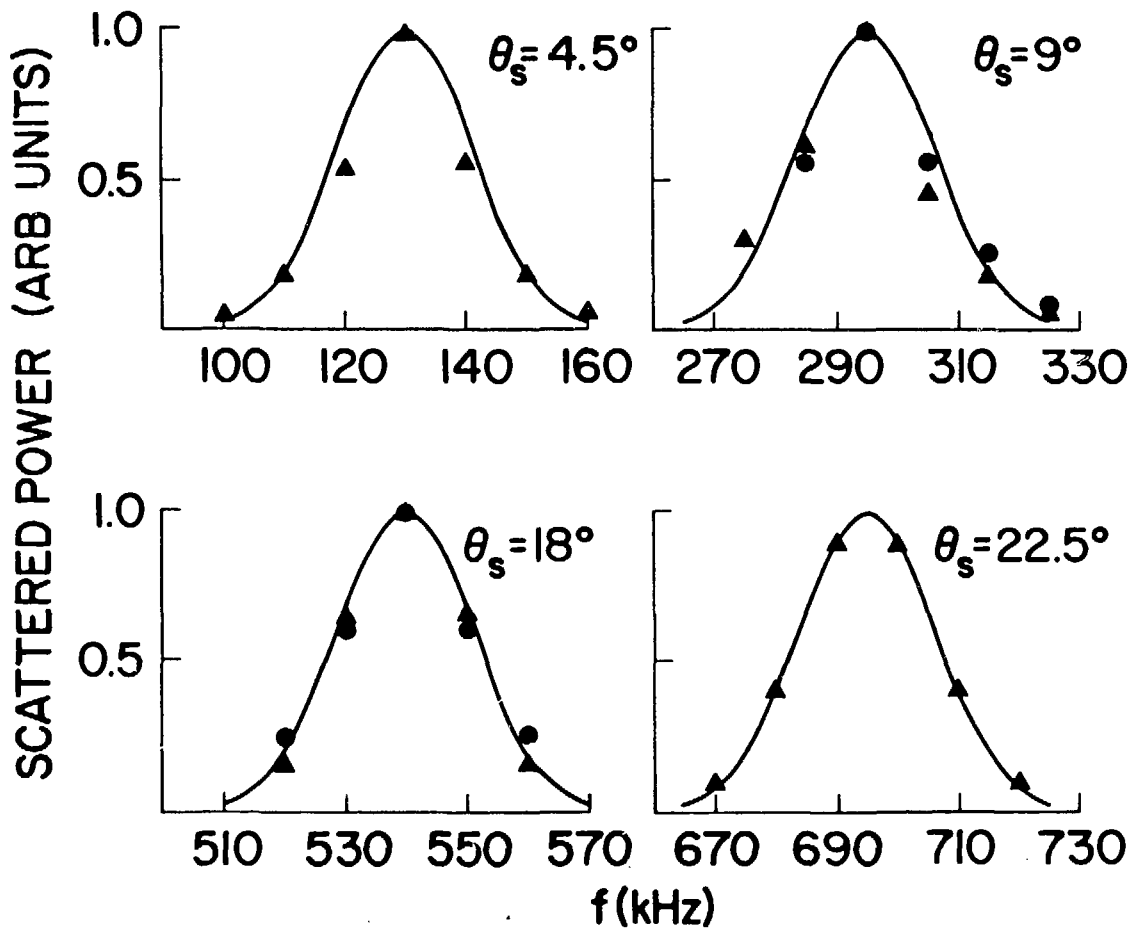 SCATTERED POWER (ARB UNITS)
1.0
0.5
θs=4.5°
100 120 140 160
θs=9°
270 290 310 330
1.0
0.5
θs=18°
510 530 550 570
θs=22.5°
670 690 710 730
f(kHz)